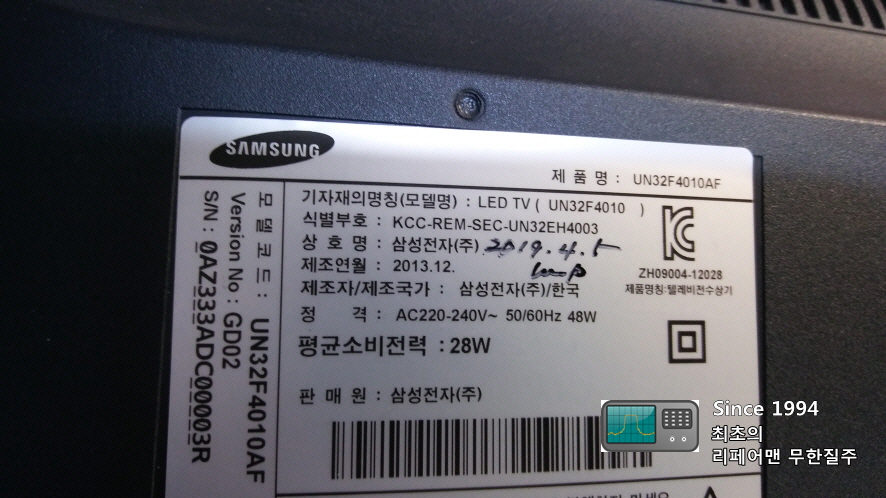 SAMSUNG
제 품 명 : UN32F4010AF
기자재의명칭(모델명) : LED TV ( UN32F4010 )
식별부호 : KCC-REM-SEC-UN32EH4003
상 호 명 : 삼성전자(주) 2019.4.5
제조연월 : 2013.12.
제조자/제조국가 : 삼성전자(주)/한국
정 격 : AC220-240V~ 50/60Hz 48W
평균소비전력 : 28W
판 매 원 : 삼성전자(주)
ZH09004-12028
제품명칭:텔레비전수상기
모 델 코 드 : UN32F4010AF
Version No : GD02
S/N : 0AZ333ADC00003R
Since 1994
최초의
리페어맨 무한질주